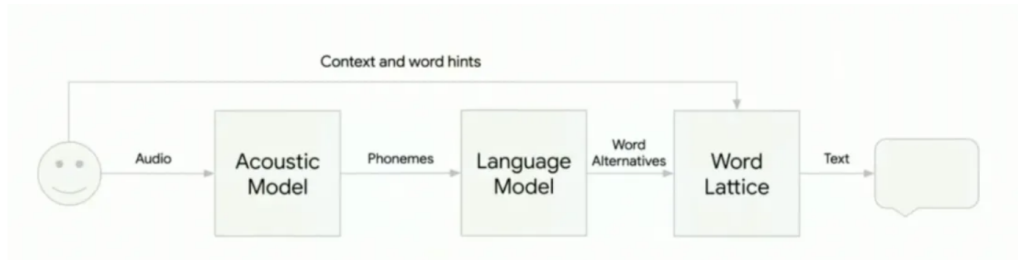 Context and word hints
Audio
Acoustic
Model
Phonemes
Language
Model
Word
Alternatives
Word
Lattice
Text